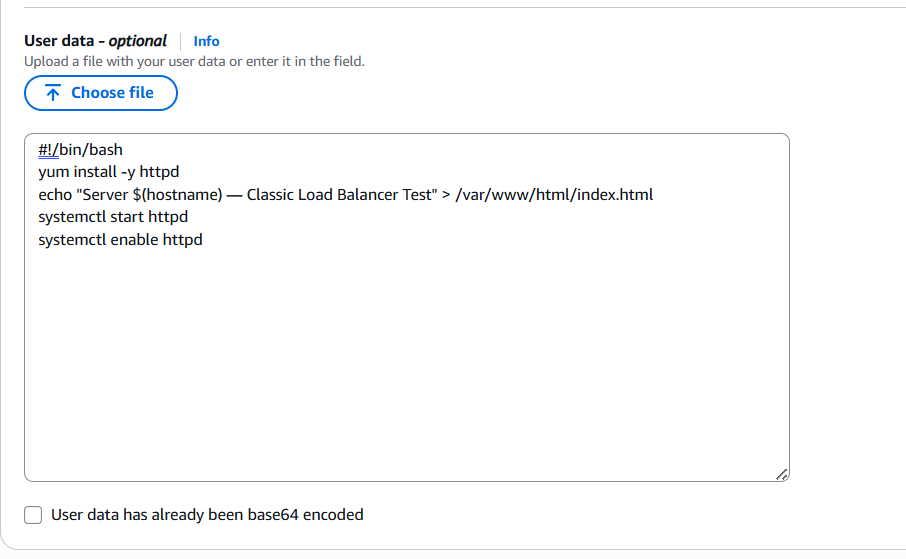 User data - optional Info
Upload a file with your user data or enter it in the field.
Choose file
#!/bin/bash
yum install -y httpd
echo "Server $(hostname) — Classic Load Balancer Test" > /var/www/html/index.html
systemctl start httpd
systemctl enable httpd
User data has already been base64 encoded